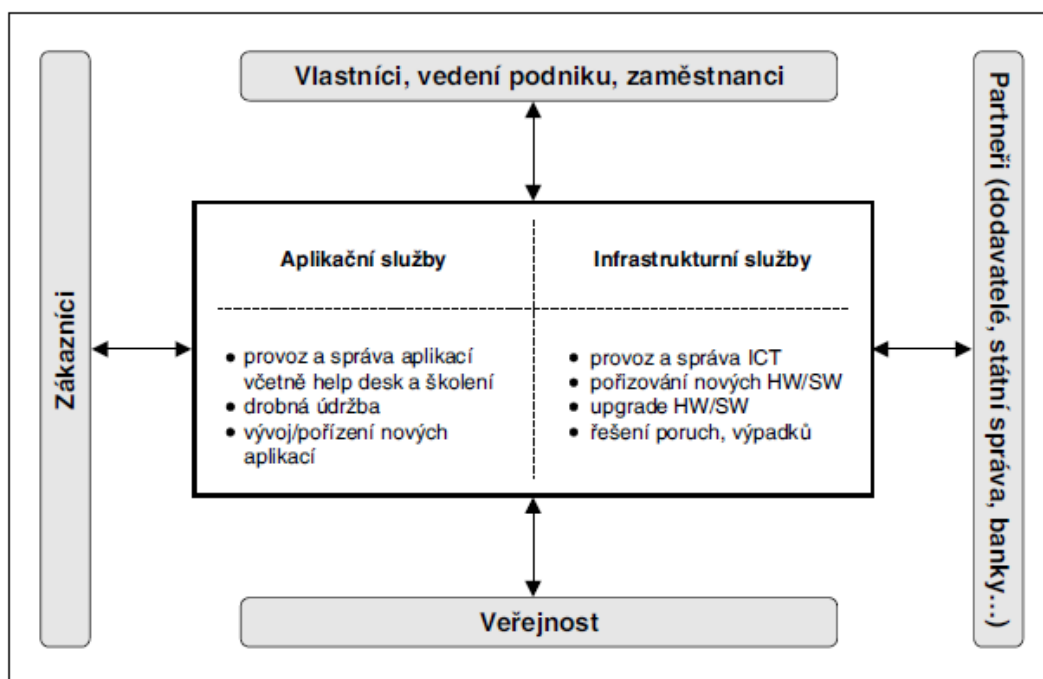 Vlastníci, vedení podniku, zaměstnanci
Zákazníci
Aplikační služby
• provoz a správa aplikací
včetně help desk a školení
• drobná údržba
• vývoj/pořízení nových
aplikací
Infrastrukturní služby
• provoz a správa ICT
• pořizování nových HW/SW
• upgrade HW/SW
• řešení poruch, výpadků
Partneři (dodavatelé, státní správa, banky…)
Veřejnost